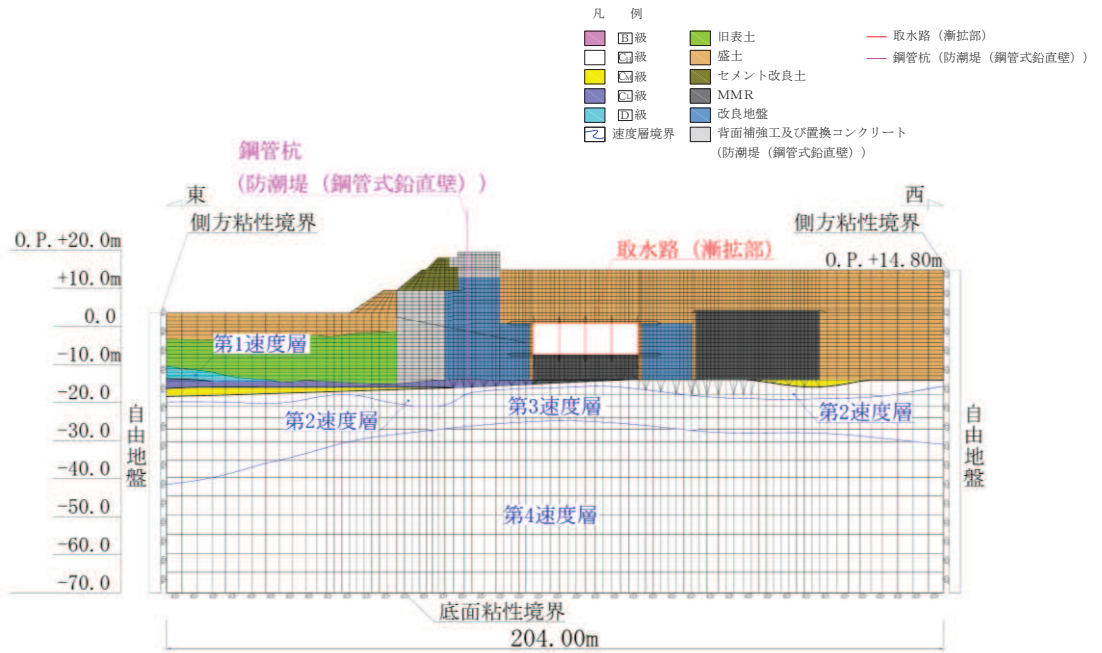 凡 例
B級
CH級
CM級
CL級
D級
速度層境界
旧表土
盛土
セメント改良土
MMR
改良地盤
背面補強工及び置換コンクリート
(防潮堤(鋼管式鉛直壁))
取水路(漸拡部)
鋼管杭(防潮堤(鋼管式鉛直壁))
鋼管杭
(防潮堤(鋼管式鉛直壁))
東
西
側方粘性境界
側方粘性境界
O.P.+20.0m
取水路(漸拡部)
O.P.+14.80m
+10.0m
0.0
第1速度層
-10.0m
-20.0
第2速度層
第3速度層
第2速度層
自由地盤
自由地盤
-30.0
-40.0
-50.0
第4速度層
-60.0
-70.0
底面粘性境界
204.00m